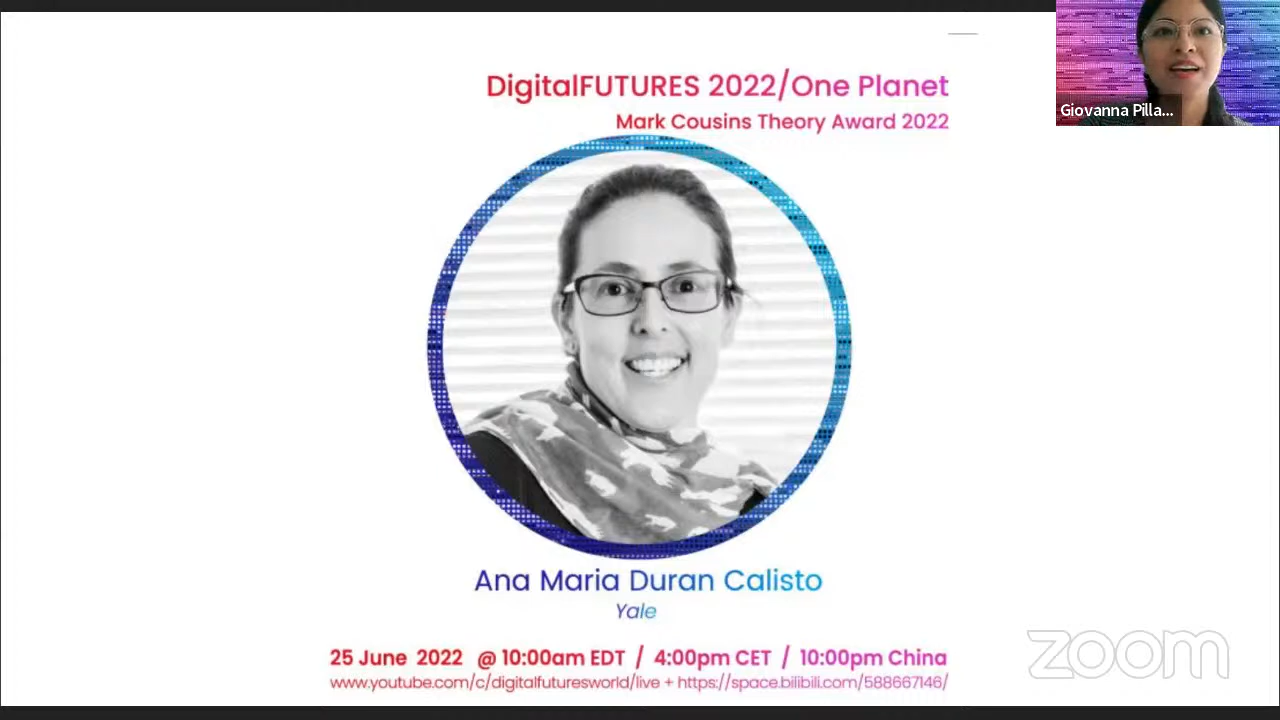 DigitalFUTURES 2022/One Planet
Mark Cousins Theory Award 2022
Giovanna Pilla...
Ana Maria Duran Calisto
Yale
25 June 2022 @ 10:00am EDT / 4:00pm CET / 10:00pm China
www.youtube.com/c/digitalfuturesworld/live + https://space.bilibili.com/588667146/
zoom